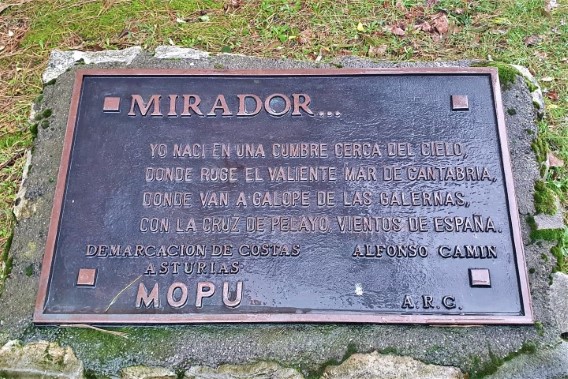 MIRADOR...
YO NACI EN UNA CUMBRE CERCA DEL CIELO,
DONDE RUGE EL VALIENTE MAR DE CANTABRIA,
DONDE VAN A GALOPE DE LAS GALERNAS,
CON LA CRUZ DE PELAYO VIENTOS DE ESPAÑA.
DEMARCACION DE COSTAS ALFONSO CAMIN
ASTURIAS
MOPU A.R.C.